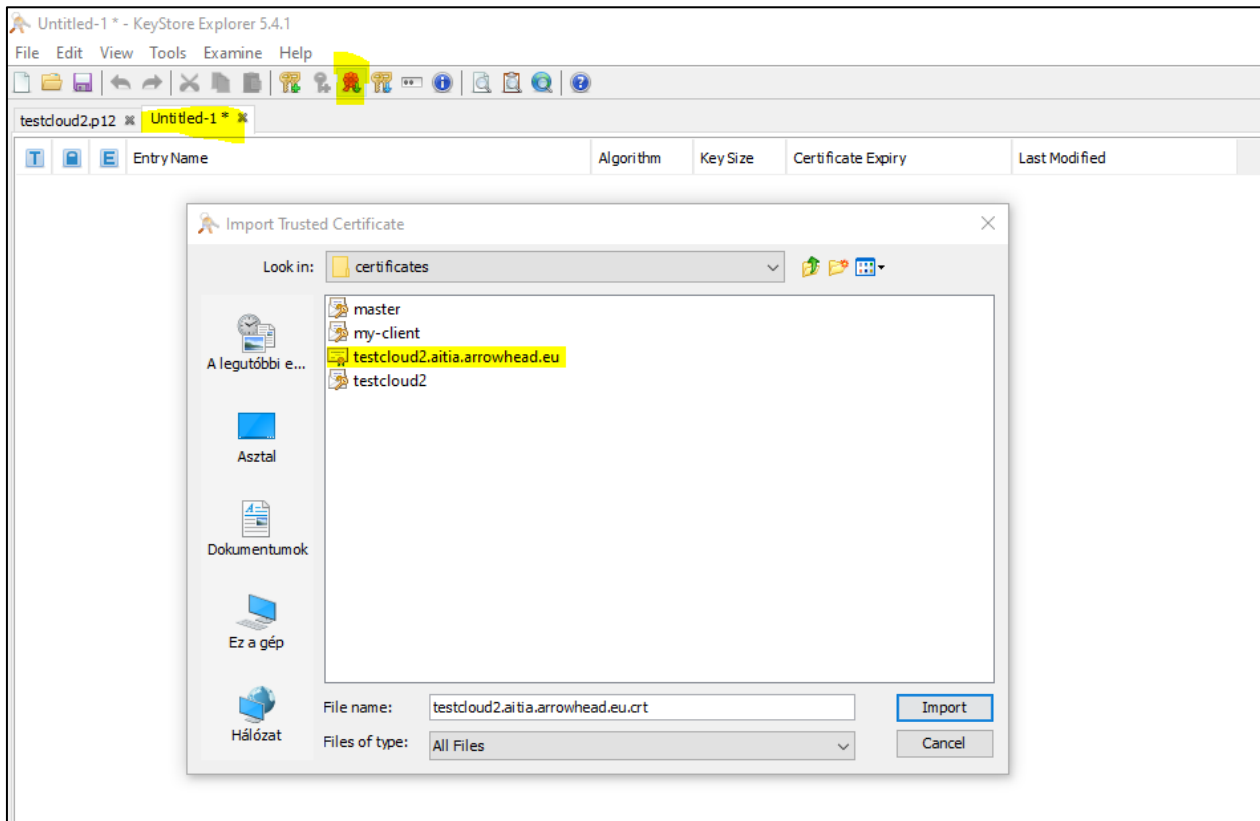 Untitled-1 * - KeyStore Explorer 5.4.1
File Edit View Tools Examine Help
testcloud2.p12 Untitled-1 *
T E Entry Name Algorithm Key Size Certificate Expiry Last Modified
Import Trusted Certificate
Look in: certificates
master
my-client
testcloud2.aitia.arrowhead.eu
testcloud2
A legutóbbi e...
Asztal
Dokumentumok
Ez a gép
Hálózat
File name: testcloud2.aitia.arrowhead.eu.crt Import
Files of type: All Files Cancel